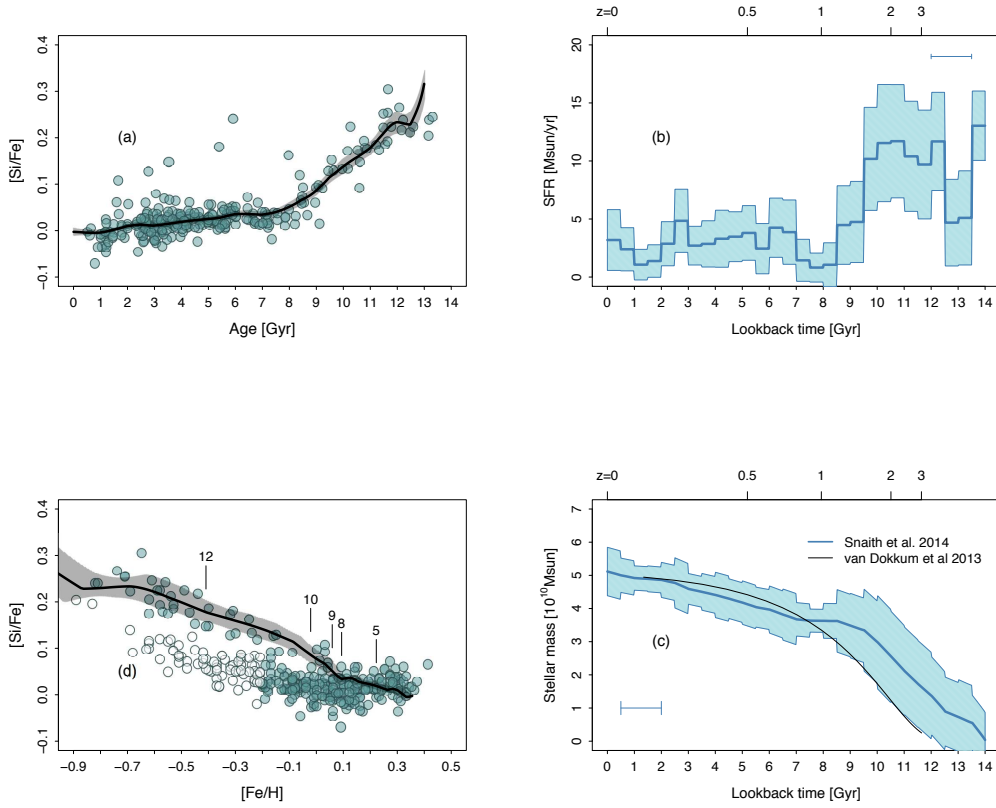 0.4
0.3
0.2
0.1
0.0
−0.1
[Si/Fe]
(a)
0 1 2 3 4 5 6 7 8 9 10 11 12 13 14
Age [Gyr]
z=0 0.5 1 2 3
20
15
10
5
0
SFR [Msun/yr]
(b)
0 1 2 3 4 5 6 7 8 9 10 11 12 13 14
Lookback time [Gyr]
0.4
0.3
0.2
0.1
0.0
−0.1
[Si/Fe]
12
10
9
8
5
(d)
−0.9 −0.7 −0.5 −0.3 −0.1 0.1 0.3 0.5
[Fe/H]
z=0 0.5 1 2 3
7
6
5
4
3
2
1
0
Stellar mass [10¹⁰Msun]
Snaith et al. 2014
van Dokkum et al 2013
(c)
0 1 2 3 4 5 6 7 8 9 10 11 12 13 14
Lookback time [Gyr]